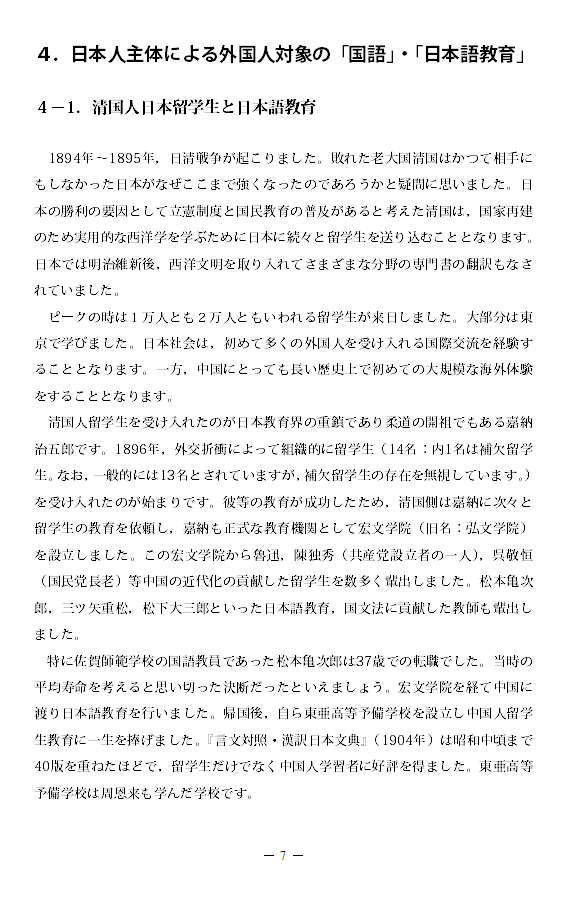 4．日本人主体による外国人対象の「国語」・「日本語教育」
4－1．清国人日本留学生と日本語教育
1894年～1895年，日清戦争が起こりました。敗れた老大国清国はかつて相手に
もしなかった日本がなぜここまで強くなったのであろうかと疑問に思いました。日
本の勝利の要因として立憲制度と国民教育の普及があると考えた清国は，国家再建
のため実用的な西洋学を学ぶために日本に続々と留学生を送り込むこととなります。
日本では明治維新後，西洋文明を取り入れてさまざまな分野の専門書の翻訳もなさ
れていました。
ピークの時は１万人とも２万人ともいわれる留学生が来日しました。大部分は東
京で学びました。日本社会は，初めて多くの外国人を受け入れる国際交流を経験す
ることとなります。一方，中国にとっても長い歴史上で初めての大規模な海外体験
をすることとなります。
清国人留学生を受け入れたのが日本教育界の重鎮であり柔道の開祖でもある嘉納
治五郎です。1896年，外交折衝によって組織的に留学生（14名：内1名は補欠留学
生。なお，一般的には13名とされていますが，補欠留学生の存在を無視しています。）
を受け入れたのが始まりです。彼等の教育が成功したため，清国側は嘉納に次々と
留学生の教育を依頼し，嘉納も正式な教育機関として宏文学院（旧名：弘文学院）
を設立しました。この宏文学院から魯迅，陳独秀（共産党設立者の一人），呉敬恒
（国民党長老）等中国の近代化の貢献した留学生を数多く輩出しました。松本亀次
郎，三ツ矢重松，松下大三郎といった日本語教育，国文法に貢献した教師も輩出し
ました。
特に佐賀師範学校の国語教員であった松本亀次郎は37歳での転職でした。当時の
平均寿命を考えると思い切った決断だったといえましょう。宏文学院を経て中国に
渡り日本語教育を行いました。帰国後，自ら東亜高等予備学校を設立し中国人留学
生教育に一生を捧げました。『言文対照・漢訳日本文典』（1904年）は昭和中頃まで
40版を重ねたほどで，留学生だけでなく中国人学習者に好評を得ました。東亜高等
予備学校は周恩来も学んだ学校です。
－ 7 －